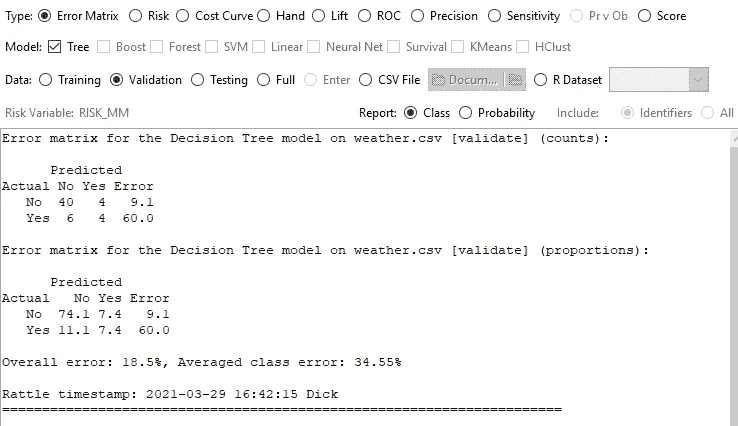 Type: Error Matrix Risk Cost Curve Hand Lift ROC Precision Sensitivity Pr v Ob Score
Model: Tree Boost Forest SVM Linear Neural Net Survival KMeans HClust
Data: Training Validation Testing Full Enter CSV File Docum... R Dataset
Risk Variable: RISK_MM Report: Class Probability Include: Identifiers All
Error matrix for the Decision Tree model on weather.csv [validate] (counts):
Predicted
Actual No Yes Error
No 40 4 9.1
Yes 6 4 60.0
Error matrix for the Decision Tree model on weather.csv [validate] (proportions):
Predicted
Actual No Yes Error
No 74.1 7.4 9.1
Yes 11.1 7.4 60.0
Overall error: 18.5%, Averaged class error: 34.55%
Rattle timestamp: 2021-03-29 16:42:15 Dick
======================================================================